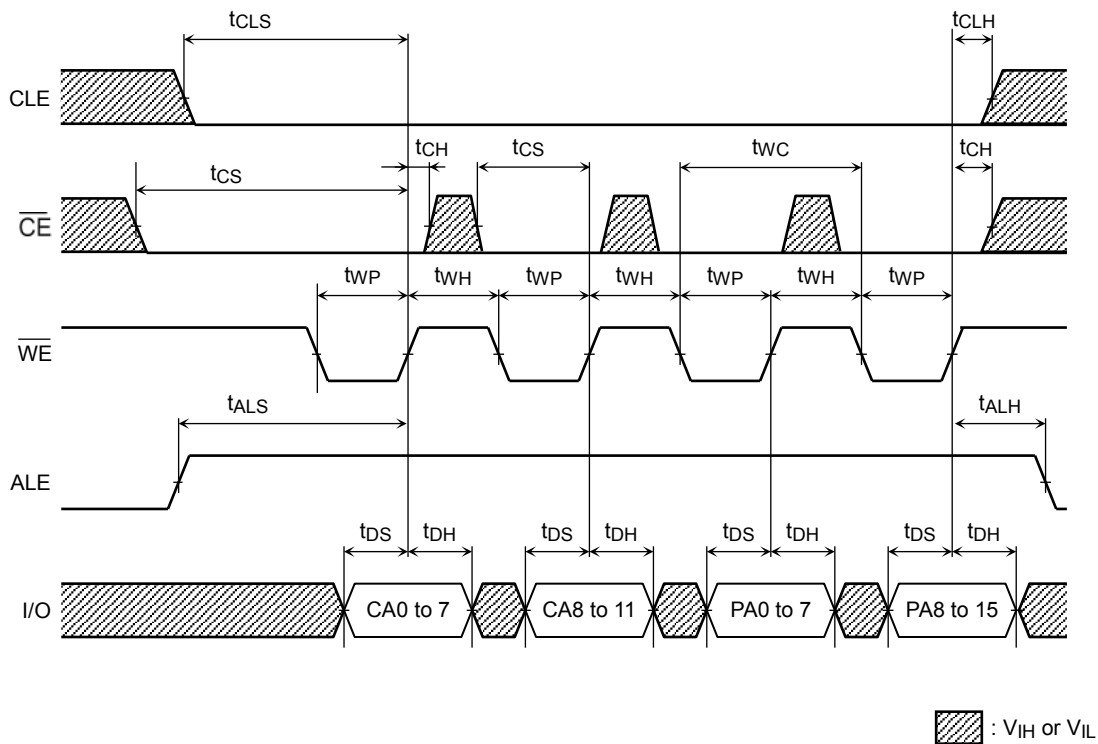 tCLS
tCLH
CLE
tCH
tCS
tWC
tCH
tCS
CE
tWP
tWH
tWP
tWH
tWP
tWH
tWP
WE
tALS
tALH
ALE
tDS
tDH
tDS
tDH
tDS
tDH
tDS
tDH
I/O
CA0 to 7
CA8 to 11
PA0 to 7
PA8 to 15
: VIH or VIL